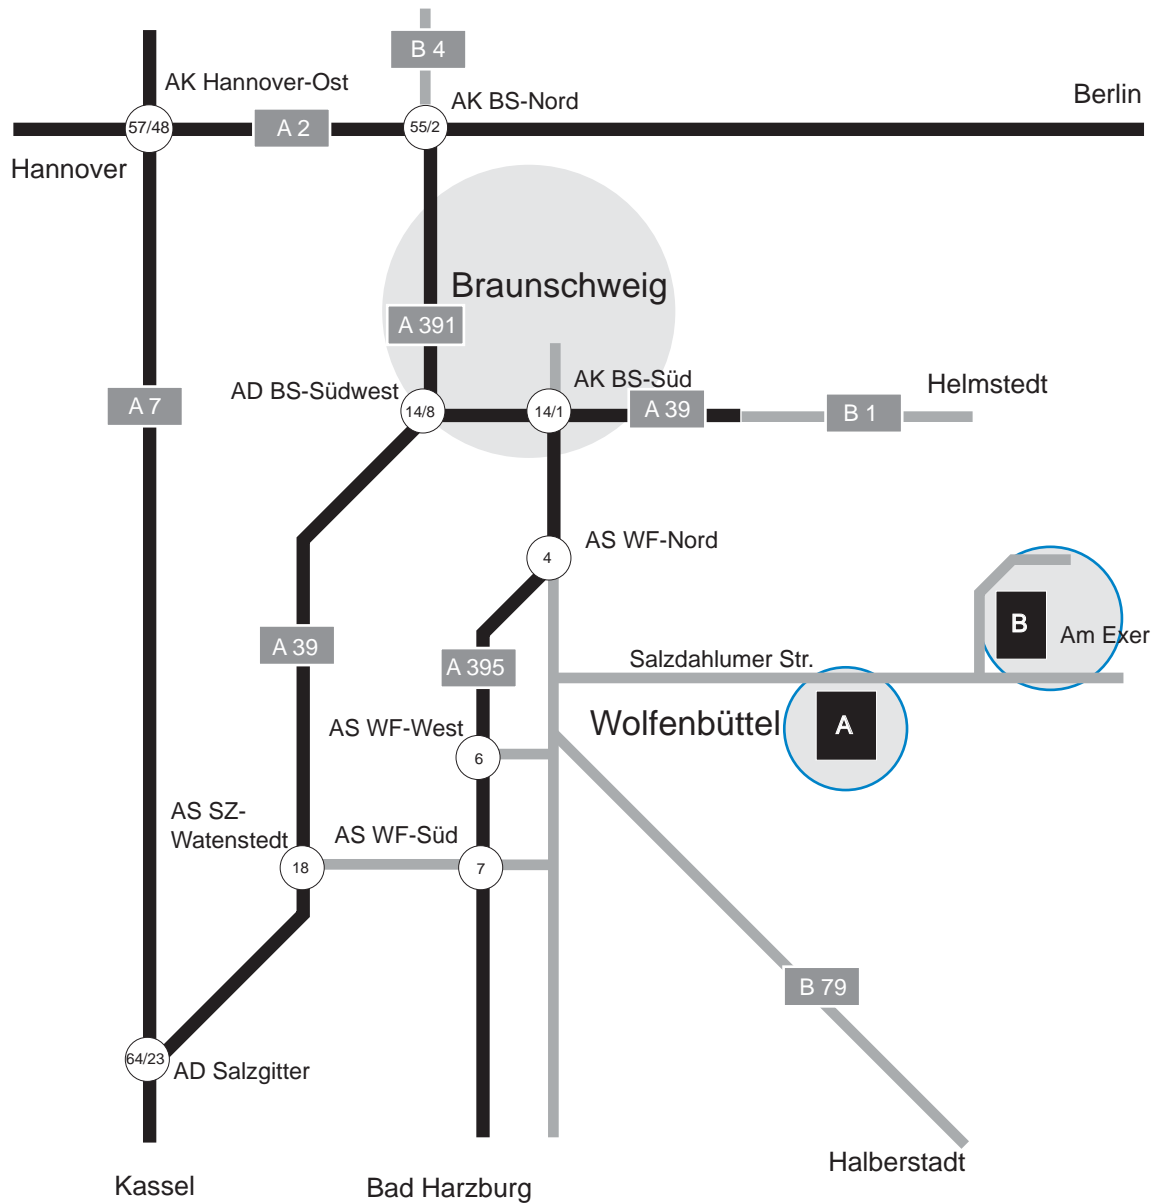 B 4
AK Hannover-Ost
AK BS-Nord
Berlin
57/48
A 2
55/2
Hannover
Braunschweig
A 391
AD BS-Südwest
AK BS-Süd
Helmstedt
A 7
14/8
14/1
A 39
B 1
4
AS WF-Nord
B
Am Exer
A 39
A 395
Salzdahlumer Str.
Wolfenbüttel
A
AS WF-West
6
AS SZ-
Watenstedt
AS WF-Süd
18
7
B 79
64/23
AD Salzgitter
Kassel
Bad Harzburg
Halberstadt